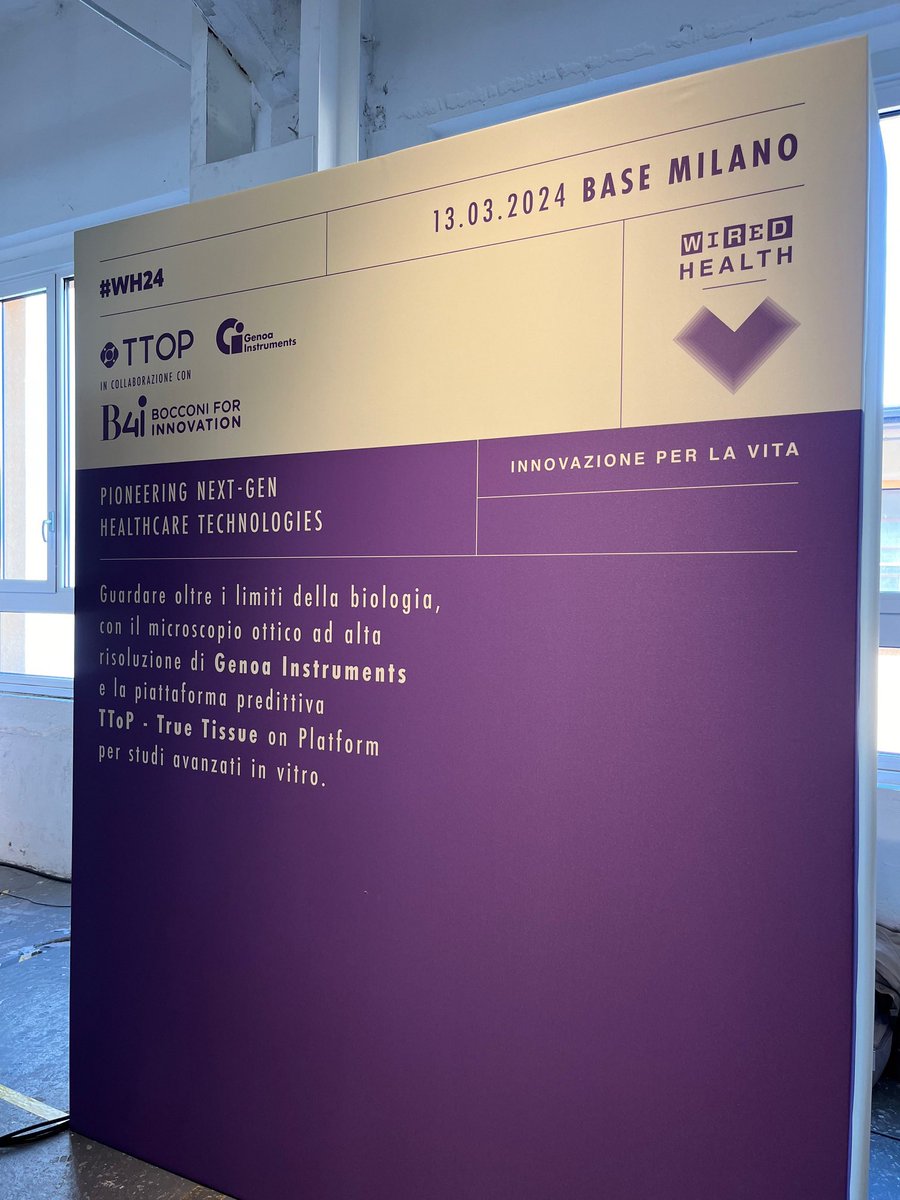 13.03.2024 BASE MILANO
#WH24
WIRED
HEALTH
TTOP
Genoa
Instruments
IN COLLABORAZIONE CON
B4i BOCCONI FOR
INNOVATION
INNOVAZIONE PER LA VITA
PIONEERING NEXT-GEN
HEALTHCARE TECHNOLOGIES
Guardare oltre i limiti della biologia,
con il microscopio ottico ad alta
risoluzione di Genoa Instruments
e la piattaforma predittiva
TToP - True Tissue on Platform
per studi avanzati in vitro.